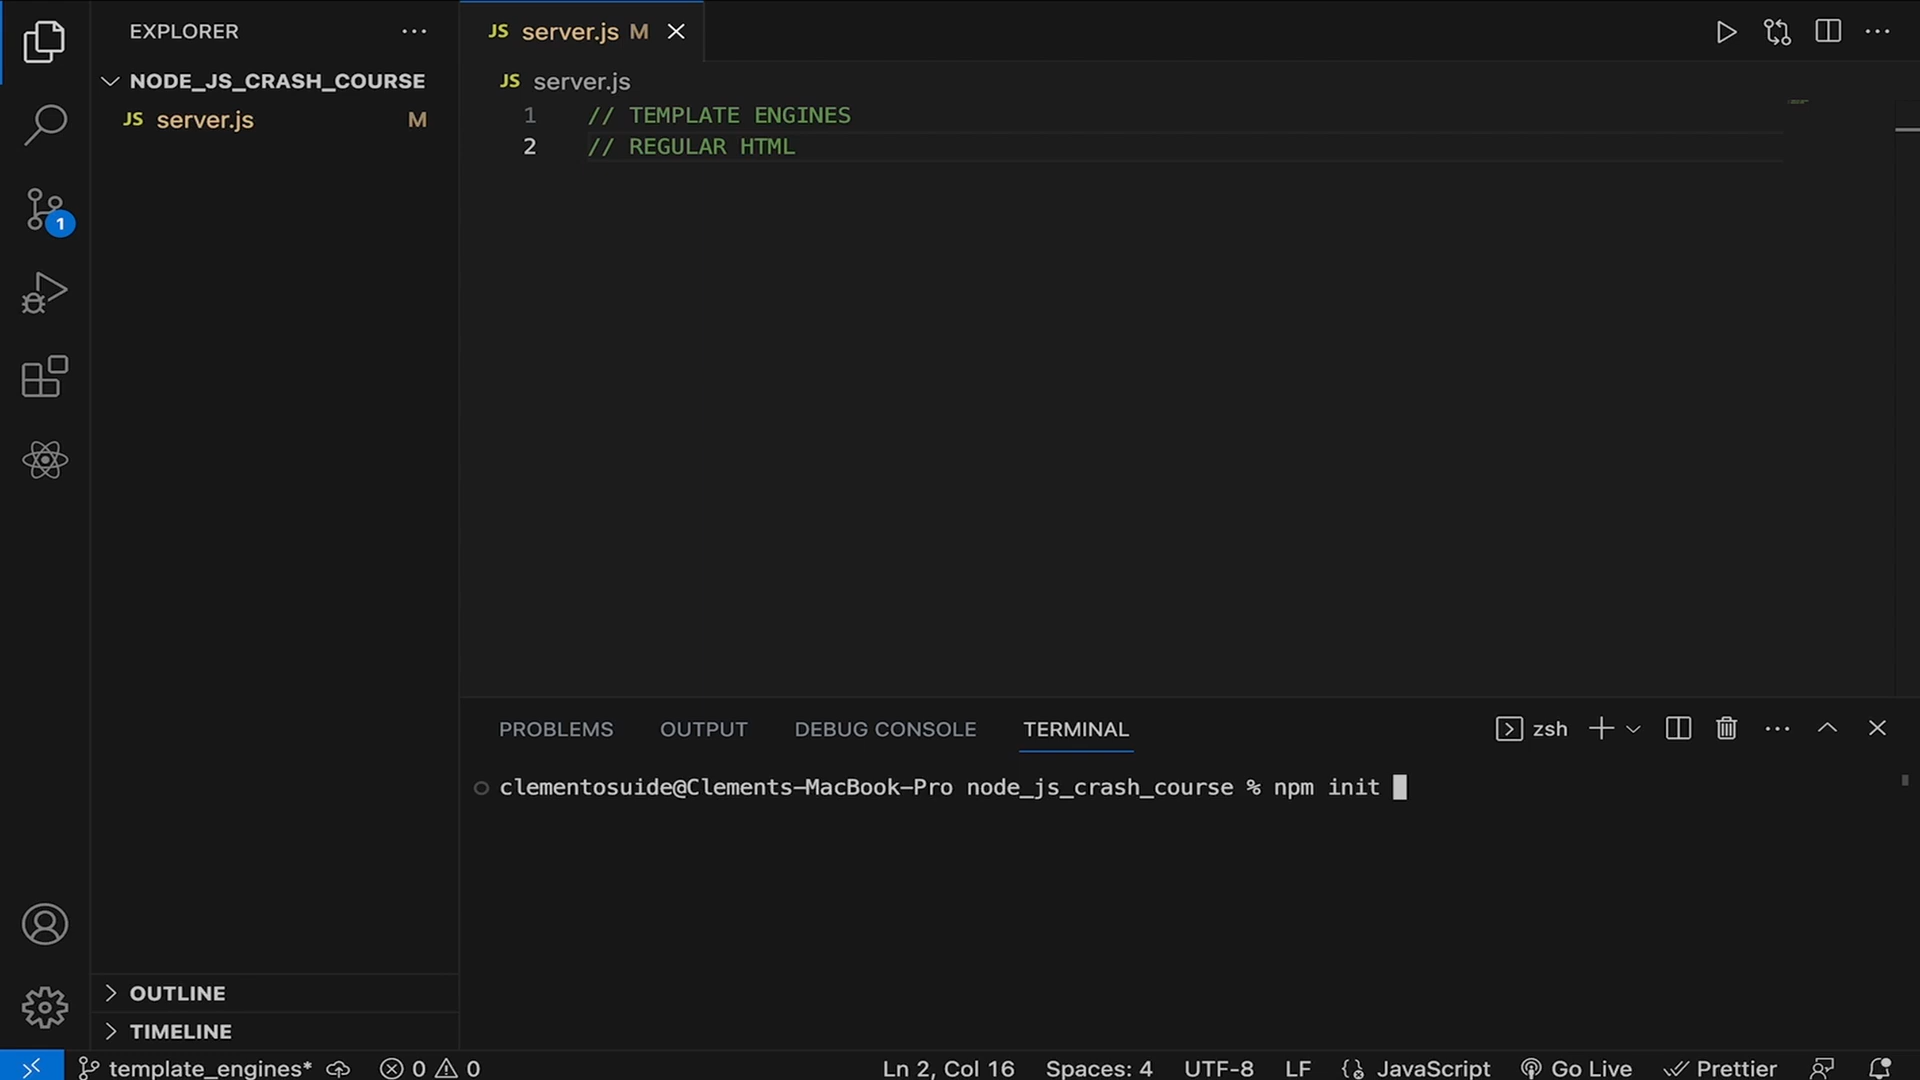 EXPLORER
NODE_JS_CRASH_COURSE
JS server.js M
1
JS server.js M
JS server.js
1 // TEMPLATE ENGINES
2 // REGULAR HTML
PROBLEMS OUTPUT DEBUG CONSOLE TERMINAL zsh
clementosuide@Clements-MacBook-Pro node_js_crash_course % npm init
OUTLINE
TIMELINE
template_engines* 0 0 Ln 2, Col 16 Spaces: 4 UTF-8 LF JavaScript Go Live Prettier